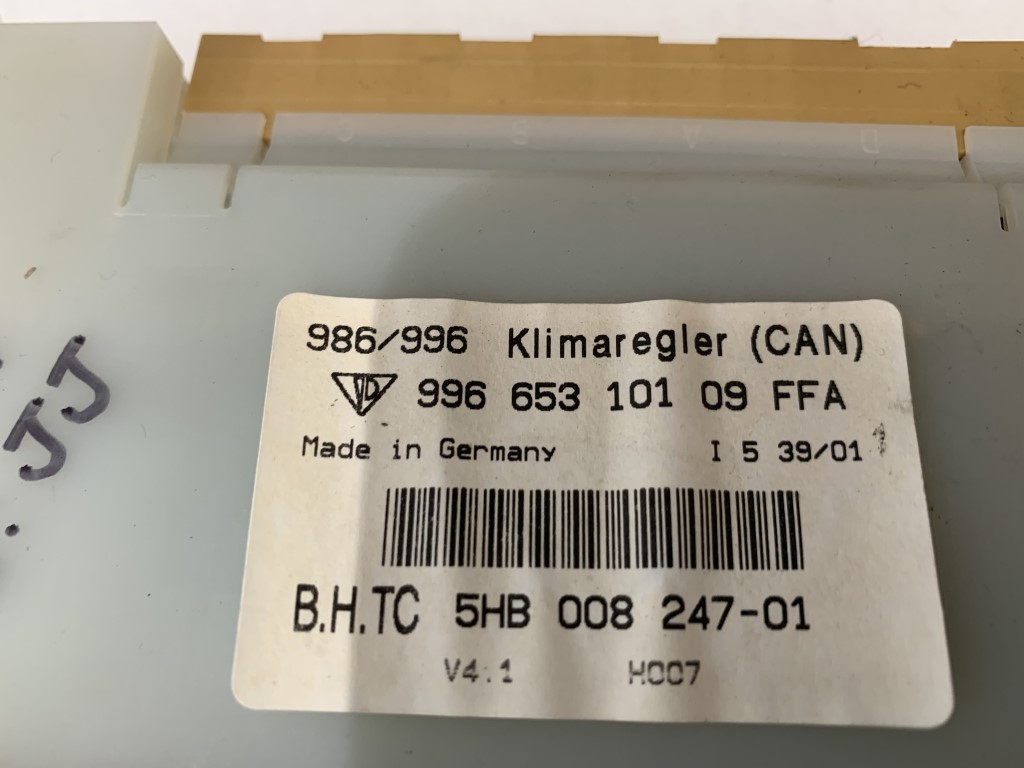 986/996 Klimaregler (CAN)
996 653 101 09 FFA
Made in Germany I 5 39/01
B.H.TC 5HB 008 247-01
V4.1 H007
JJ